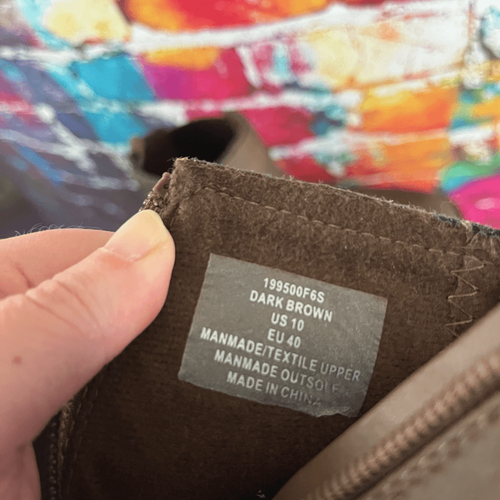 199500F6S
DARK BROWN
US 10
EU 40
MANMADE/TEXTILE UPPER
MANMADE OUTSOLE
MADE IN CHINA